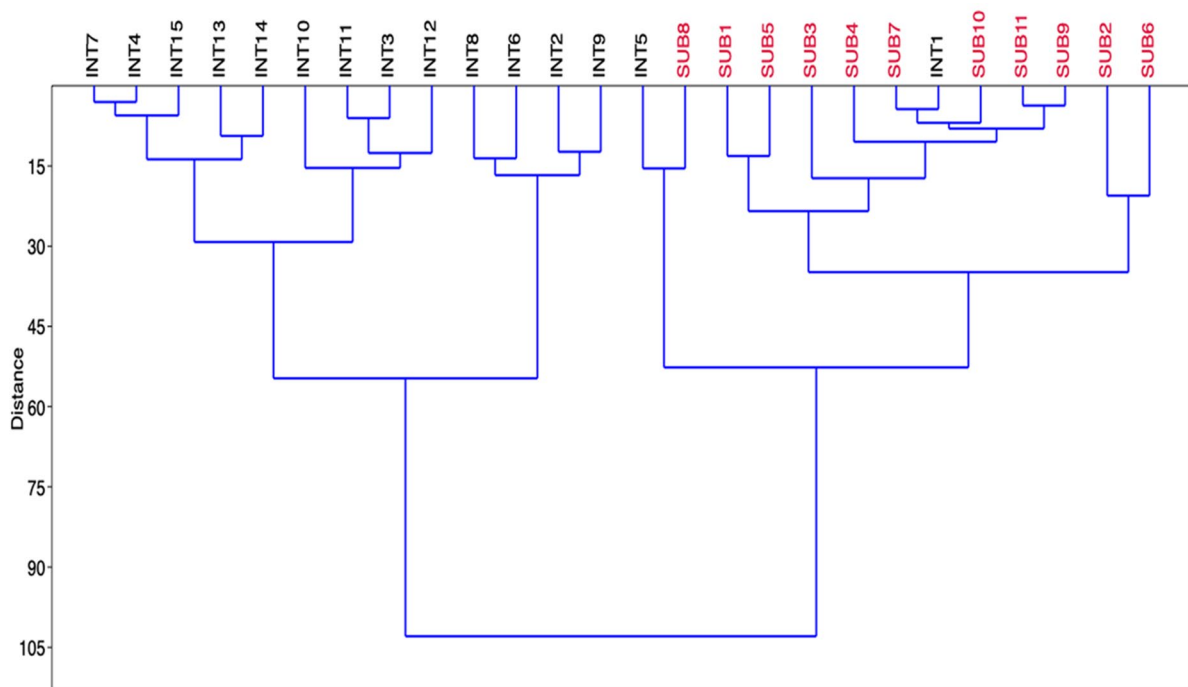 INT7
INT4
INT15
INT13
INT14
INT10
INT11
INT3
INT12
INT8
INT6
INT2
INT9
INT5
SUB8
SUB1
SUB5
SUB3
SUB4
SUB7
INT1
SUB10
SUB11
SUB9
SUB2
SUB6
15
30
45
60
75
90
105
Distance